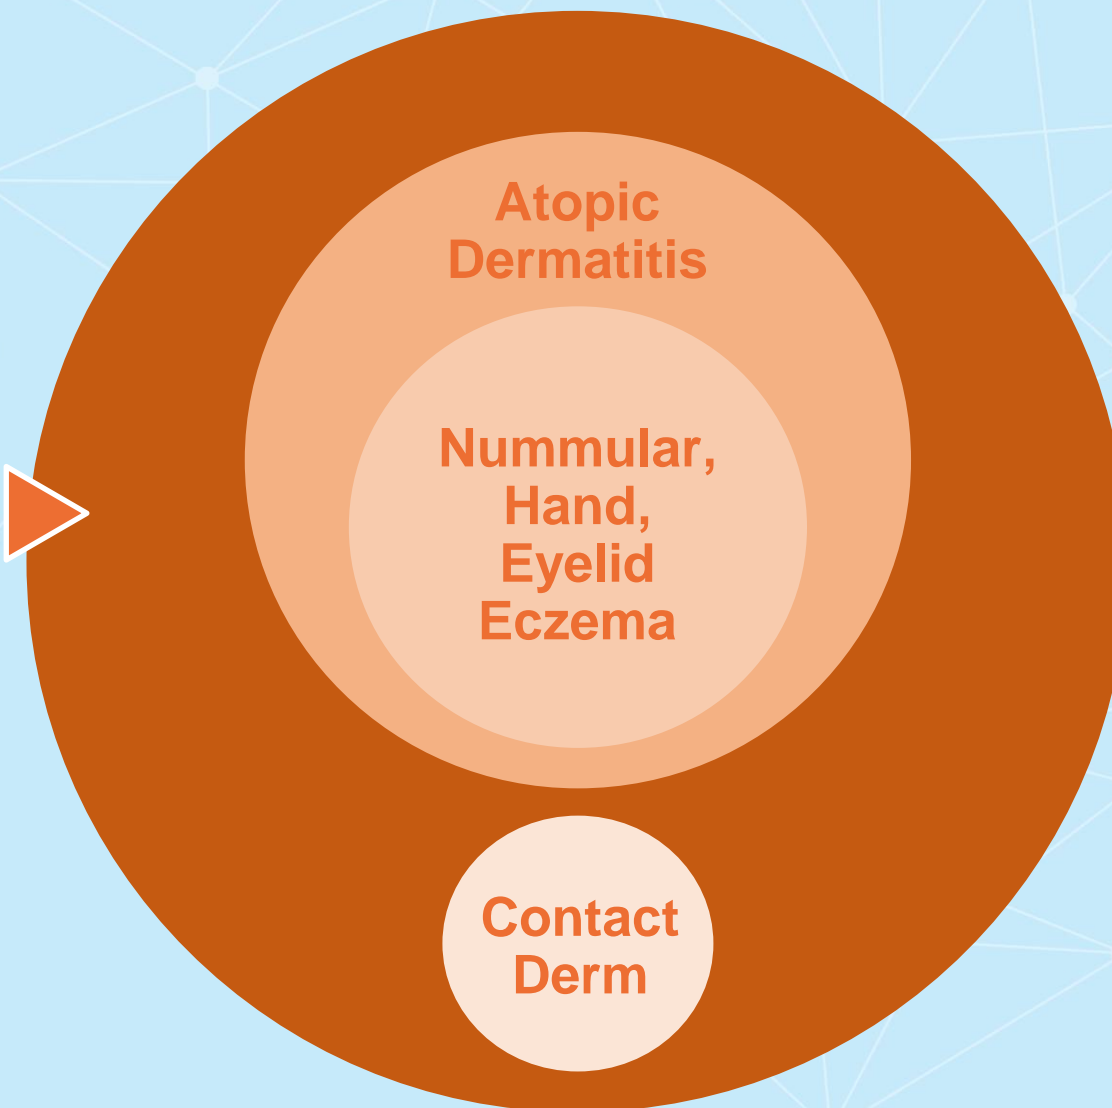 Atopic
Dermatitis
Nummular,
Hand,
Eyelid
Eczema
Contact
Derm